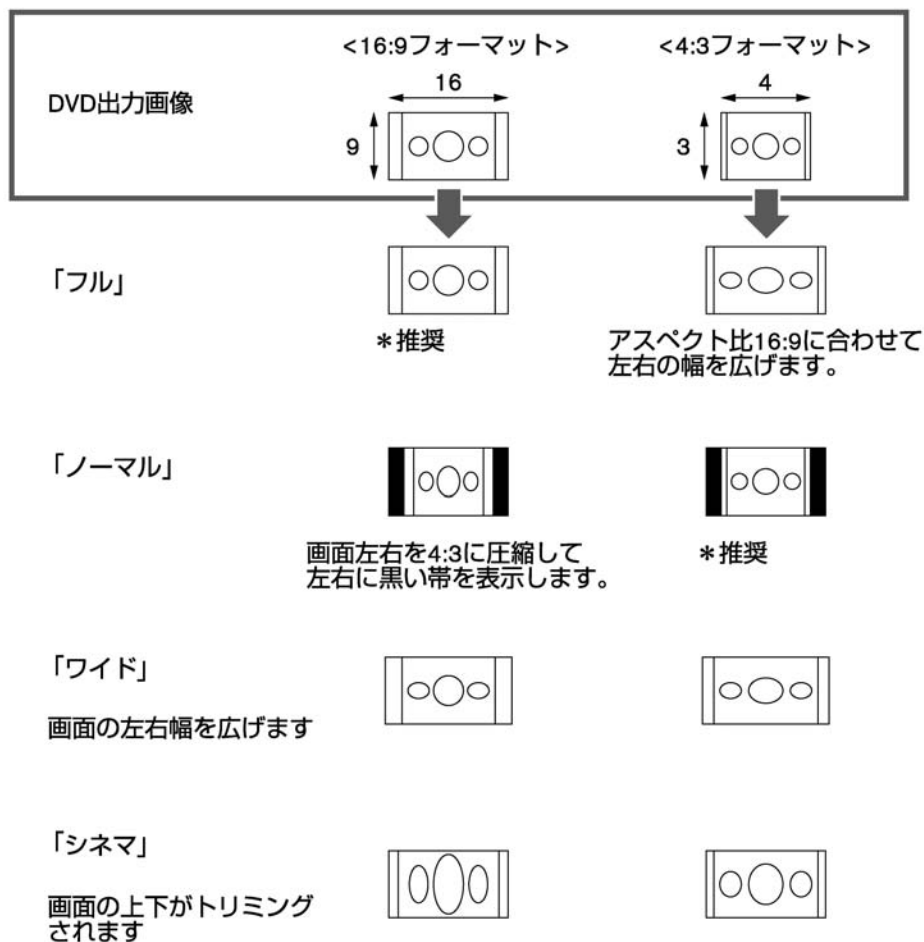 <16:9フォーマット>
<4:3フォーマット>
DVD出力画像
16
9
4
3
「フル」
＊推奨
アスペクト比16:9に合わせて
左右の幅を広げます。
「ノーマル」
画面左右を4:3に圧縮して
左右に黒い帯を表示します。
＊推奨
「ワイド」
画面の左右幅を広げます
「シネマ」
画面の上下がトリミング
されます